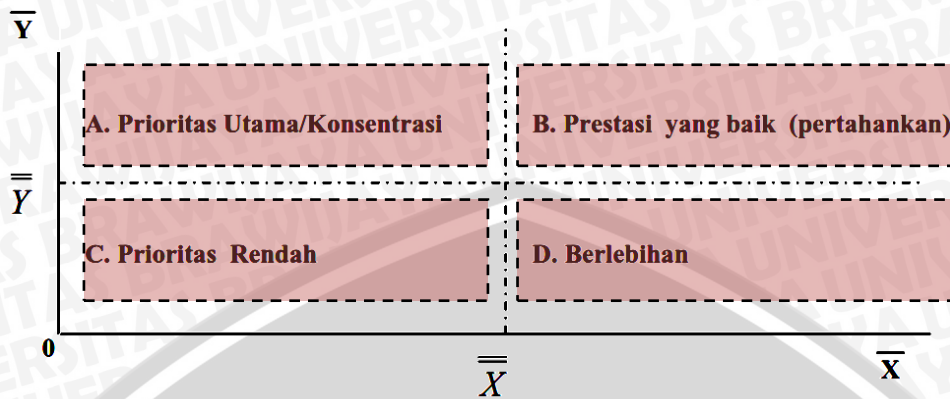 Y̅
A. Prioritas Utama/Konsentrasi
B. Prestasi yang baik (pertahankan)
Y̿
C. Prioritas Rendah
D. Berlebihan
0
X̿
X̅